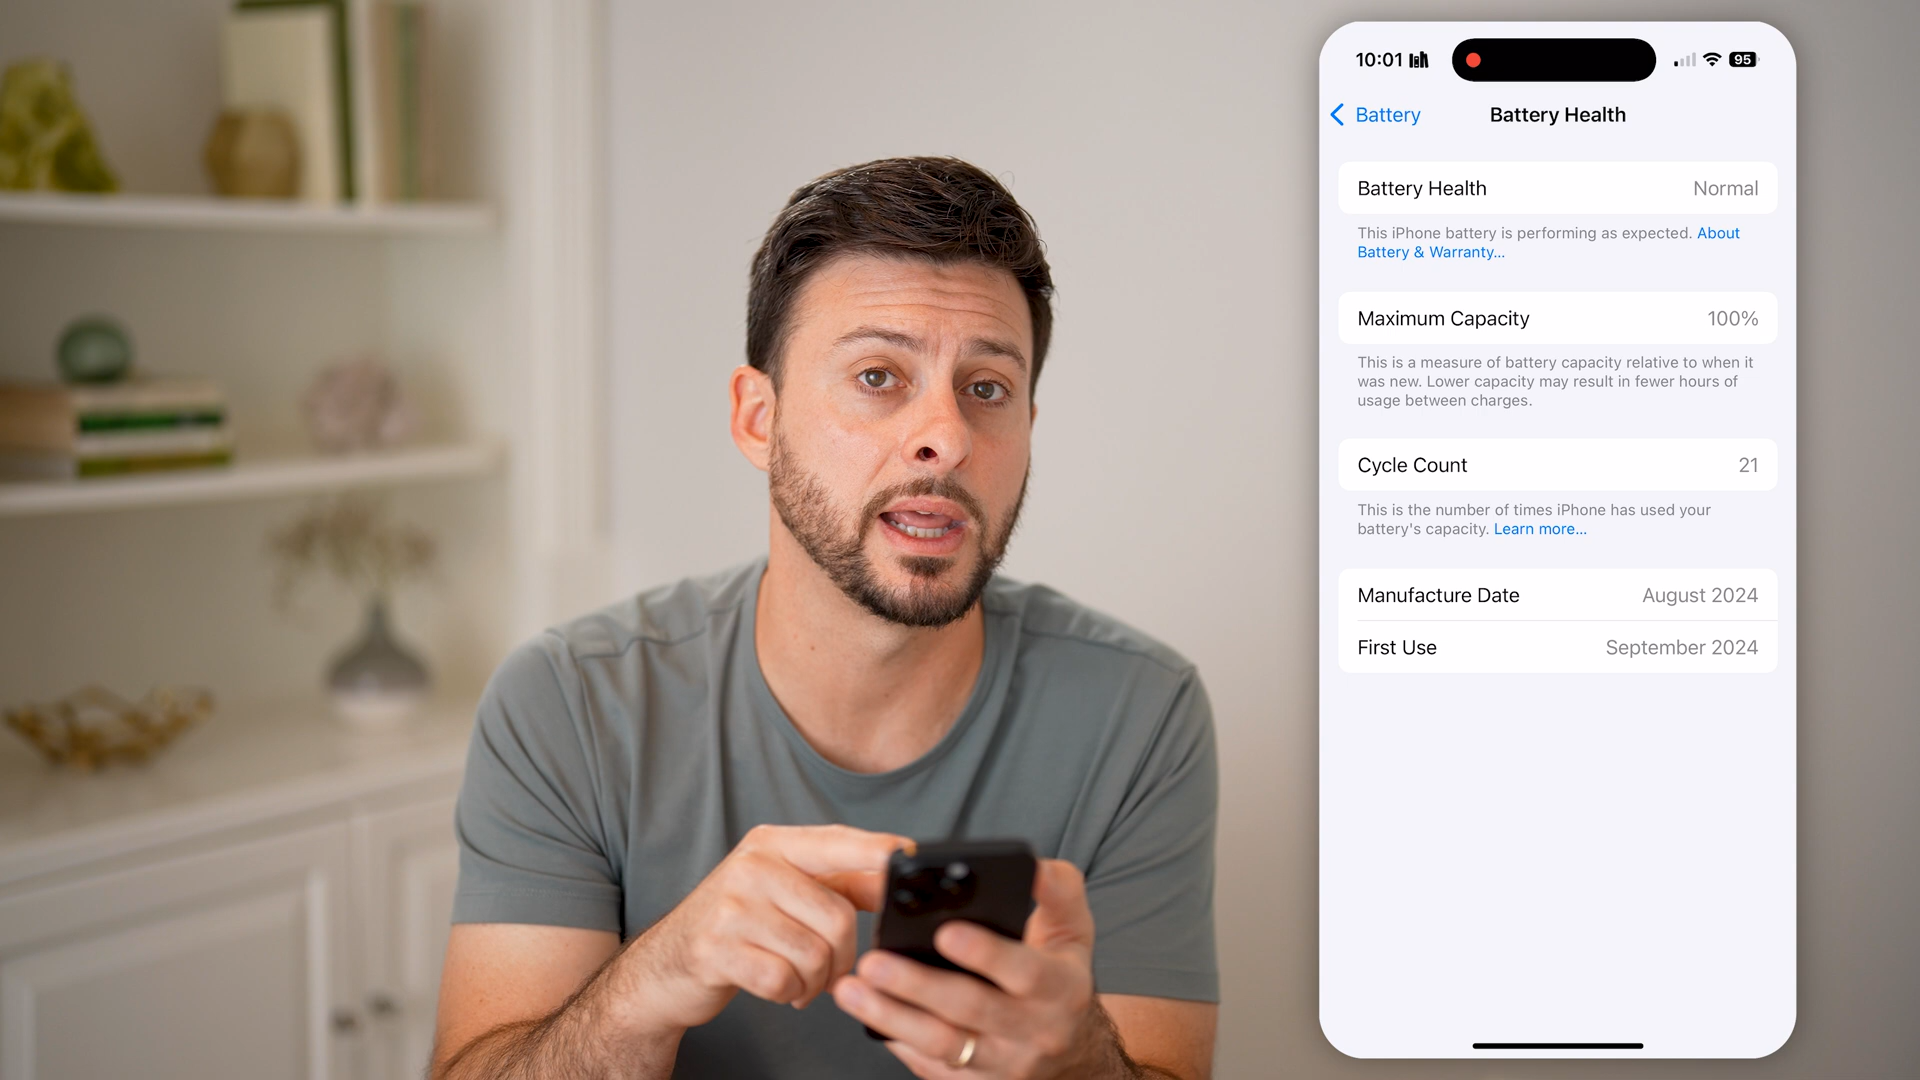 10:01
95
Battery
Battery Health
Battery Health
Normal
This iPhone battery is performing as expected. About
Battery & Warranty...
Maximum Capacity
100%
This is a measure of battery capacity relative to when it
was new. Lower capacity may result in fewer hours of
usage between charges.
Cycle Count
21
This is the number of times iPhone has used your
battery's capacity. Learn more...
Manufacture Date
August 2024
First Use
September 2024